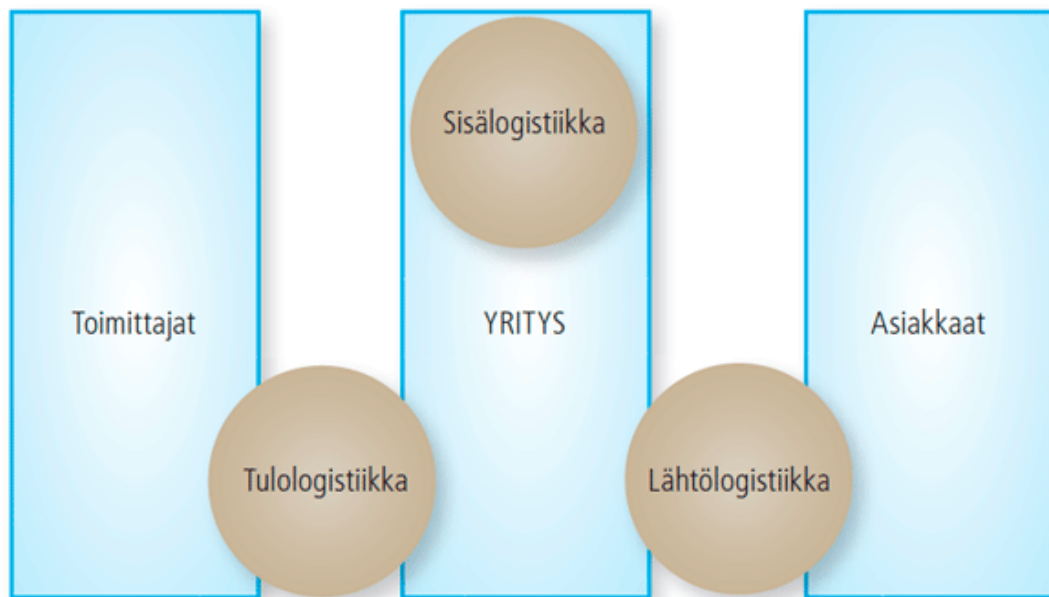 Sisälogistiikka
Toimittajat
YRITYS
Asiakkaat
Tulologistiikka
Lähtölogistiikka